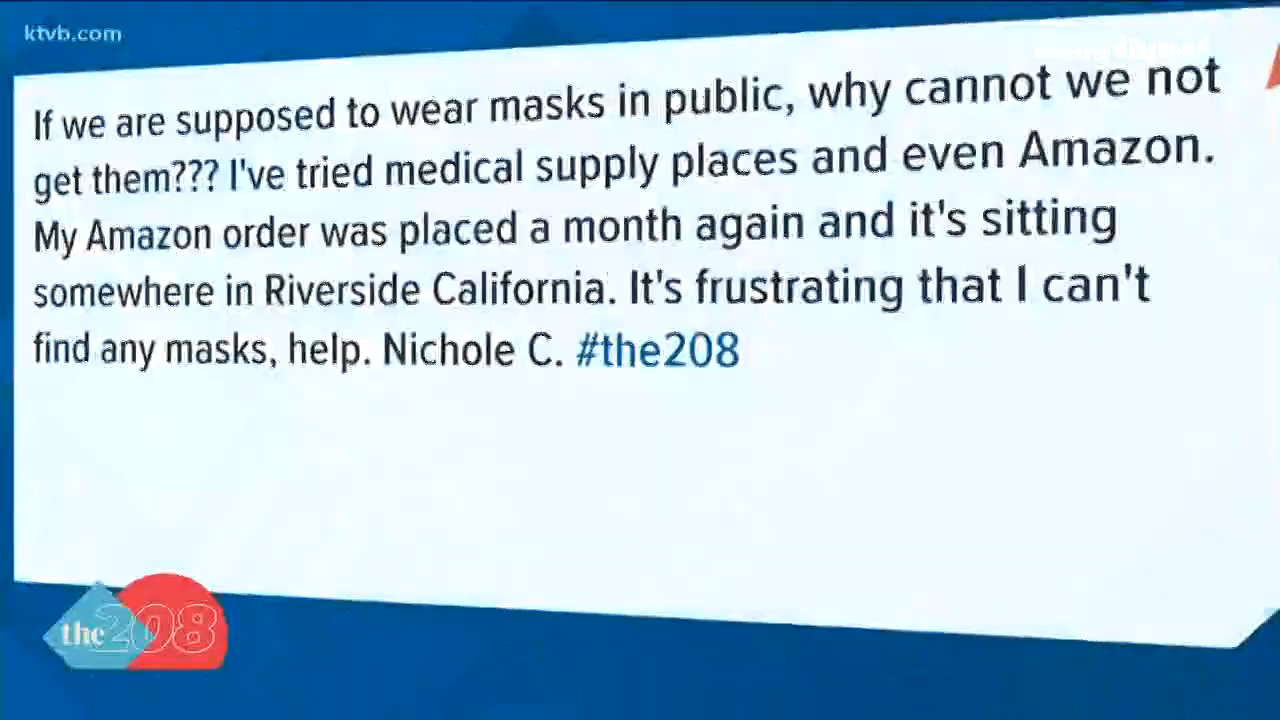 ktvb.com
If we are supposed to wear masks in public, why cannot we not
get them??? I've tried medical supply places and even Amazon.
My Amazon order was placed a month again and it's sitting
somewhere in Riverside California. It's frustrating that I can't
find any masks, help. Nichole C. #the208
the208